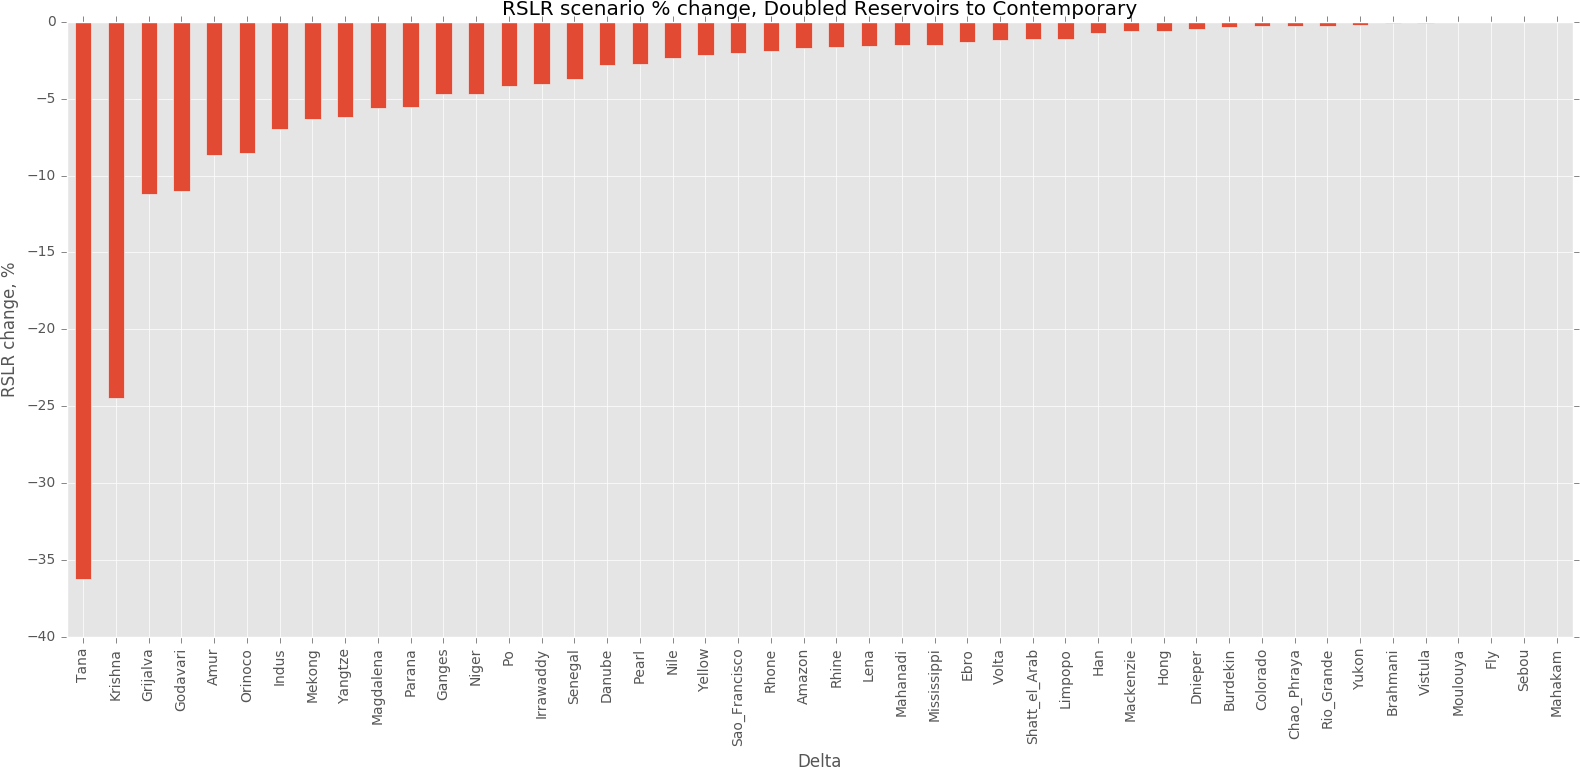 RSLR scenario % change, Doubled Reservoirs to Contemporary
0
−5
−10
−15
−20
−25
−30
−35
−40
RSLR change, %
Tana
Krishna
Grijalva
Godavari
Amur
Orinoco
Indus
Mekong
Yangtze
Magdalena
Parana
Ganges
Niger
Po
Irrawaddy
Senegal
Danube
Pearl
Nile
Yellow
Sao_Francisco
Rhone
Amazon
Rhine
Lena
Mahanadi
Mississippi
Ebro
Volta
Shatt_el_Arab
Limpopo
Han
Mackenzie
Hong
Dnieper
Burdekin
Colorado
Chao_Phraya
Rio_Grande
Yukon
Brahmani
Vistula
Moulouya
Fly
Sebou
Mahakam
Delta